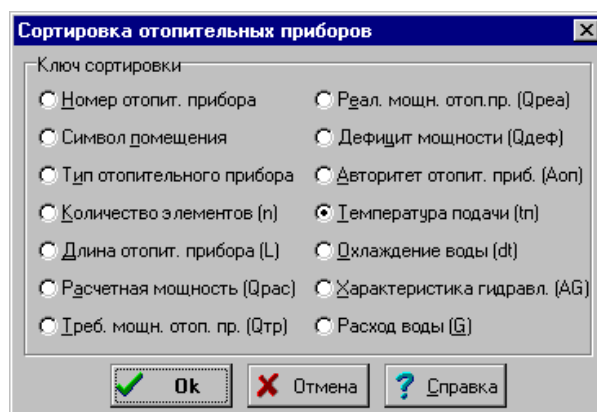 Сортировка отопительных приборов
Ключ сортировки
Номер отопит. прибора
Символ помещения
Тип отопительного прибора
Количество элементов (n)
Длина отопит. прибора (L)
Расчетная мощность (Qрас)
Треб. мощн. отоп. пр. (Qтр)
Реал. мощн. отоп.пр. (Qреа)
Дефицит мощности (Qдеф)
Авторитет отопит. приб. (Аоп)
Температура подачи (tп)
Охлаждение воды (dt)
Характеристика гидравл. (AG)
Расход воды (G)
Ok
Отмена
Справка